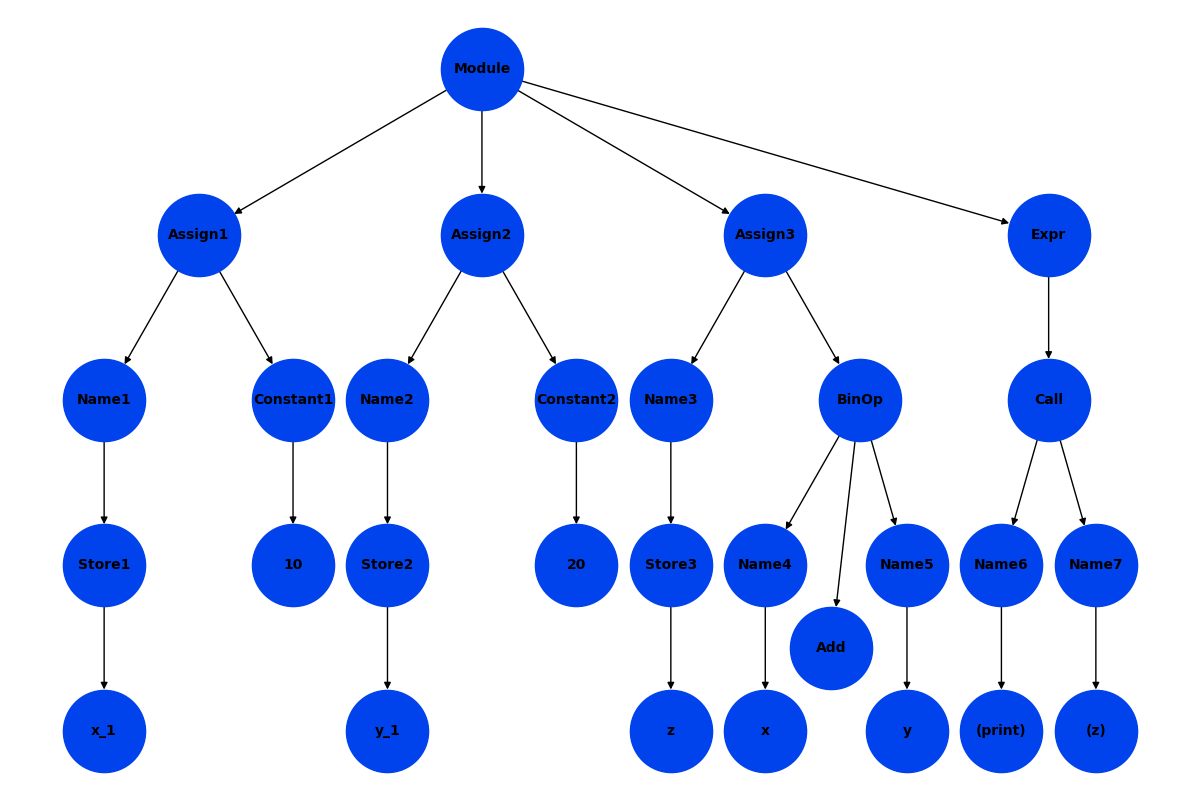 Module
Assign1
Assign2
Assign3
Expr
Name1
Constant1
Name2
Constant2
Name3
BinOp
Call
Store1
10
Store2
20
Store3
Name4
Name5
Name6
Name7
Add
x_1
y_1
z
x
y
(print)
(z)